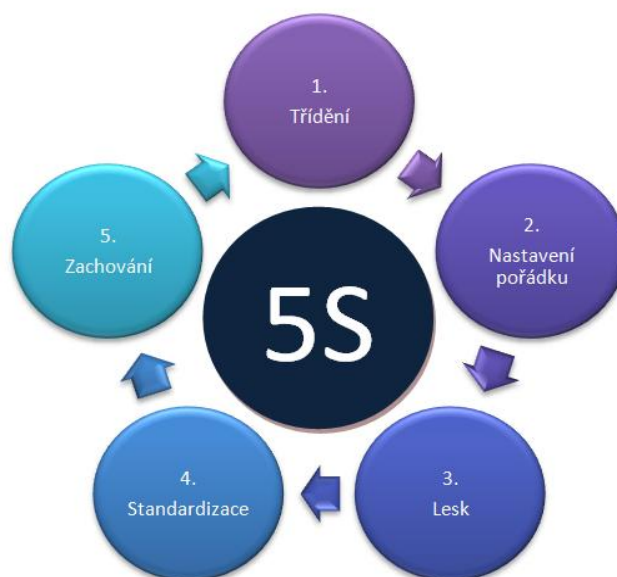 1.
Třídění
2.
Nastavení
pořádku
3.
Lesk
4.
Standardizace
5.
Zachování
5S